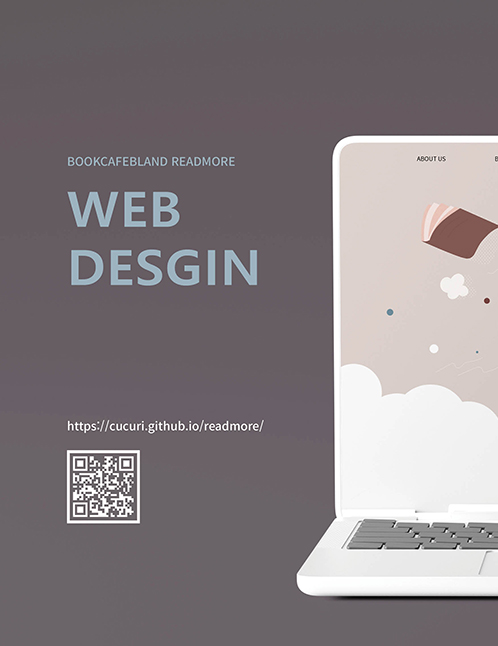 BOOKCAFEBLAND READMORE
WEB
DESGIN
https://cucuri.github.io/readmore/
ABOUT US